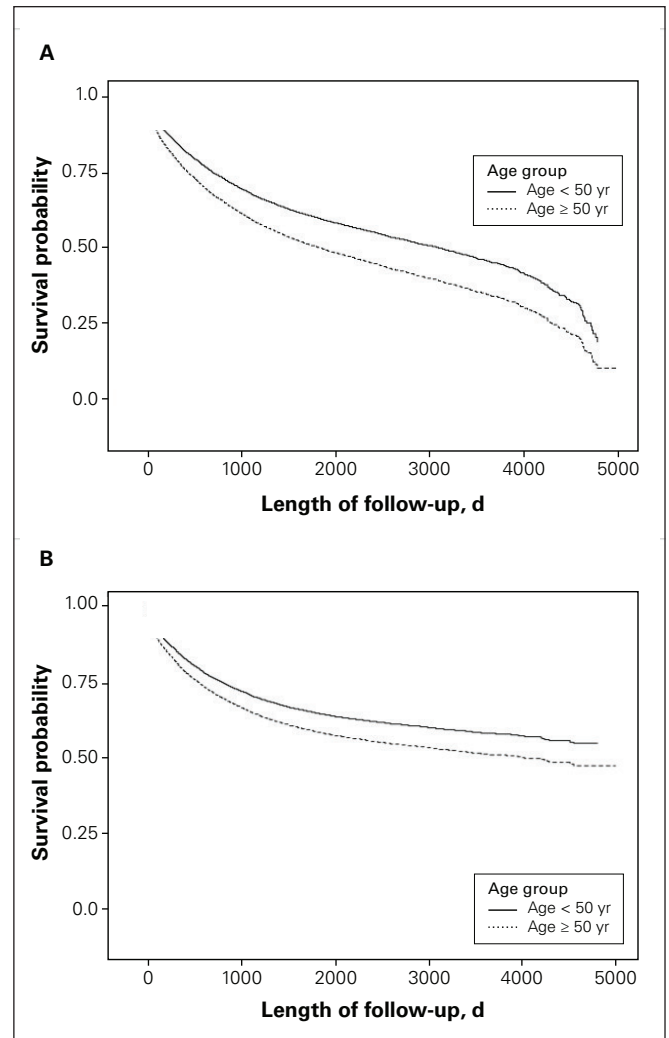 A
1.0
0.75
0.50
0.25
0.0
Survival probability
Age group
Age < 50 yr
Age ≥ 50 yr
0 1000 2000 3000 4000 5000
Length of follow-up, d
B
1.00
0.75
0.50
0.25
0.0
Survival probability
Age group
Age < 50 yr
Age ≥ 50 yr
0 1000 2000 3000 4000 5000
Length of follow-up, d